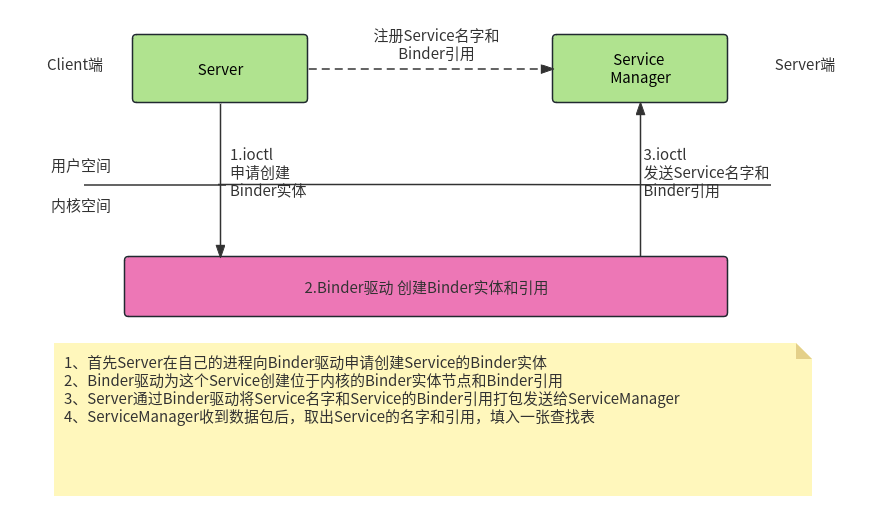 注册Service名字和
Binder引用
Client端
Server
Service
Manager
Server端
1.ioctl
申请创建
Binder实体
3.ioctl
发送Service名字和
Binder引用
用户空间
内核空间
2.Binder驱动 创建Binder实体和引用
1、首先Server在自己的进程向Binder驱动申请创建Service的Binder实体
2、Binder驱动为这个Service创建位于内核的Binder实体节点和Binder引用
3、Server通过Binder驱动将Service名字和Service的Binder引用打包发送给ServiceManager
4、ServiceManager收到数据包后，取出Service的名字和引用，填入一张查找表